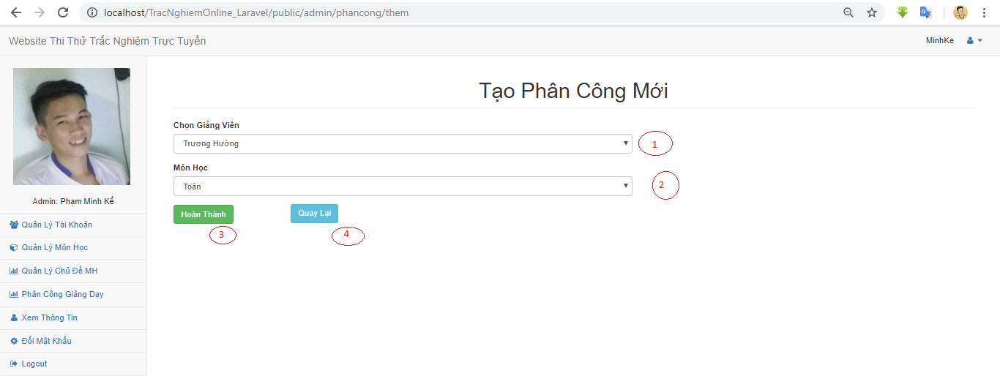 localhost/TracNghiemOnline_Laravel/public/admin/phancong/them
Website Thi Thử Trắc Nghiệm Trực Tuyến
MinhKe
Admin: Phạm Minh Kế
Quản Lý Tài Khoản
Quản Lý Môn Học
Quản Lý Chủ Đề MH
Phân Công Giảng Dạy
Xem Thông Tin
Đổi Mật Khẩu
Logout
Tạo Phân Công Mới
Chọn Giảng Viên
Trương Hường
1
Môn Học
Toán
2
Hoàn Thành
Quay Lại
3
4